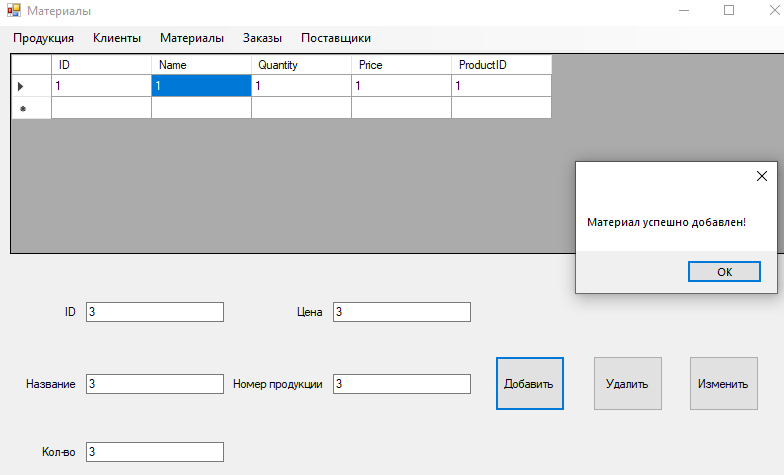 Материалы
Продукция Клиенты Материалы Заказы Поставщики
ID Name Quantity Price ProductID
1 1 1 1 1
Материал успешно добавлен!
OK
ID 3 Цена 3
Название 3 Номер продукции 3 Добавить Удалить Изменить
Кол-во 3